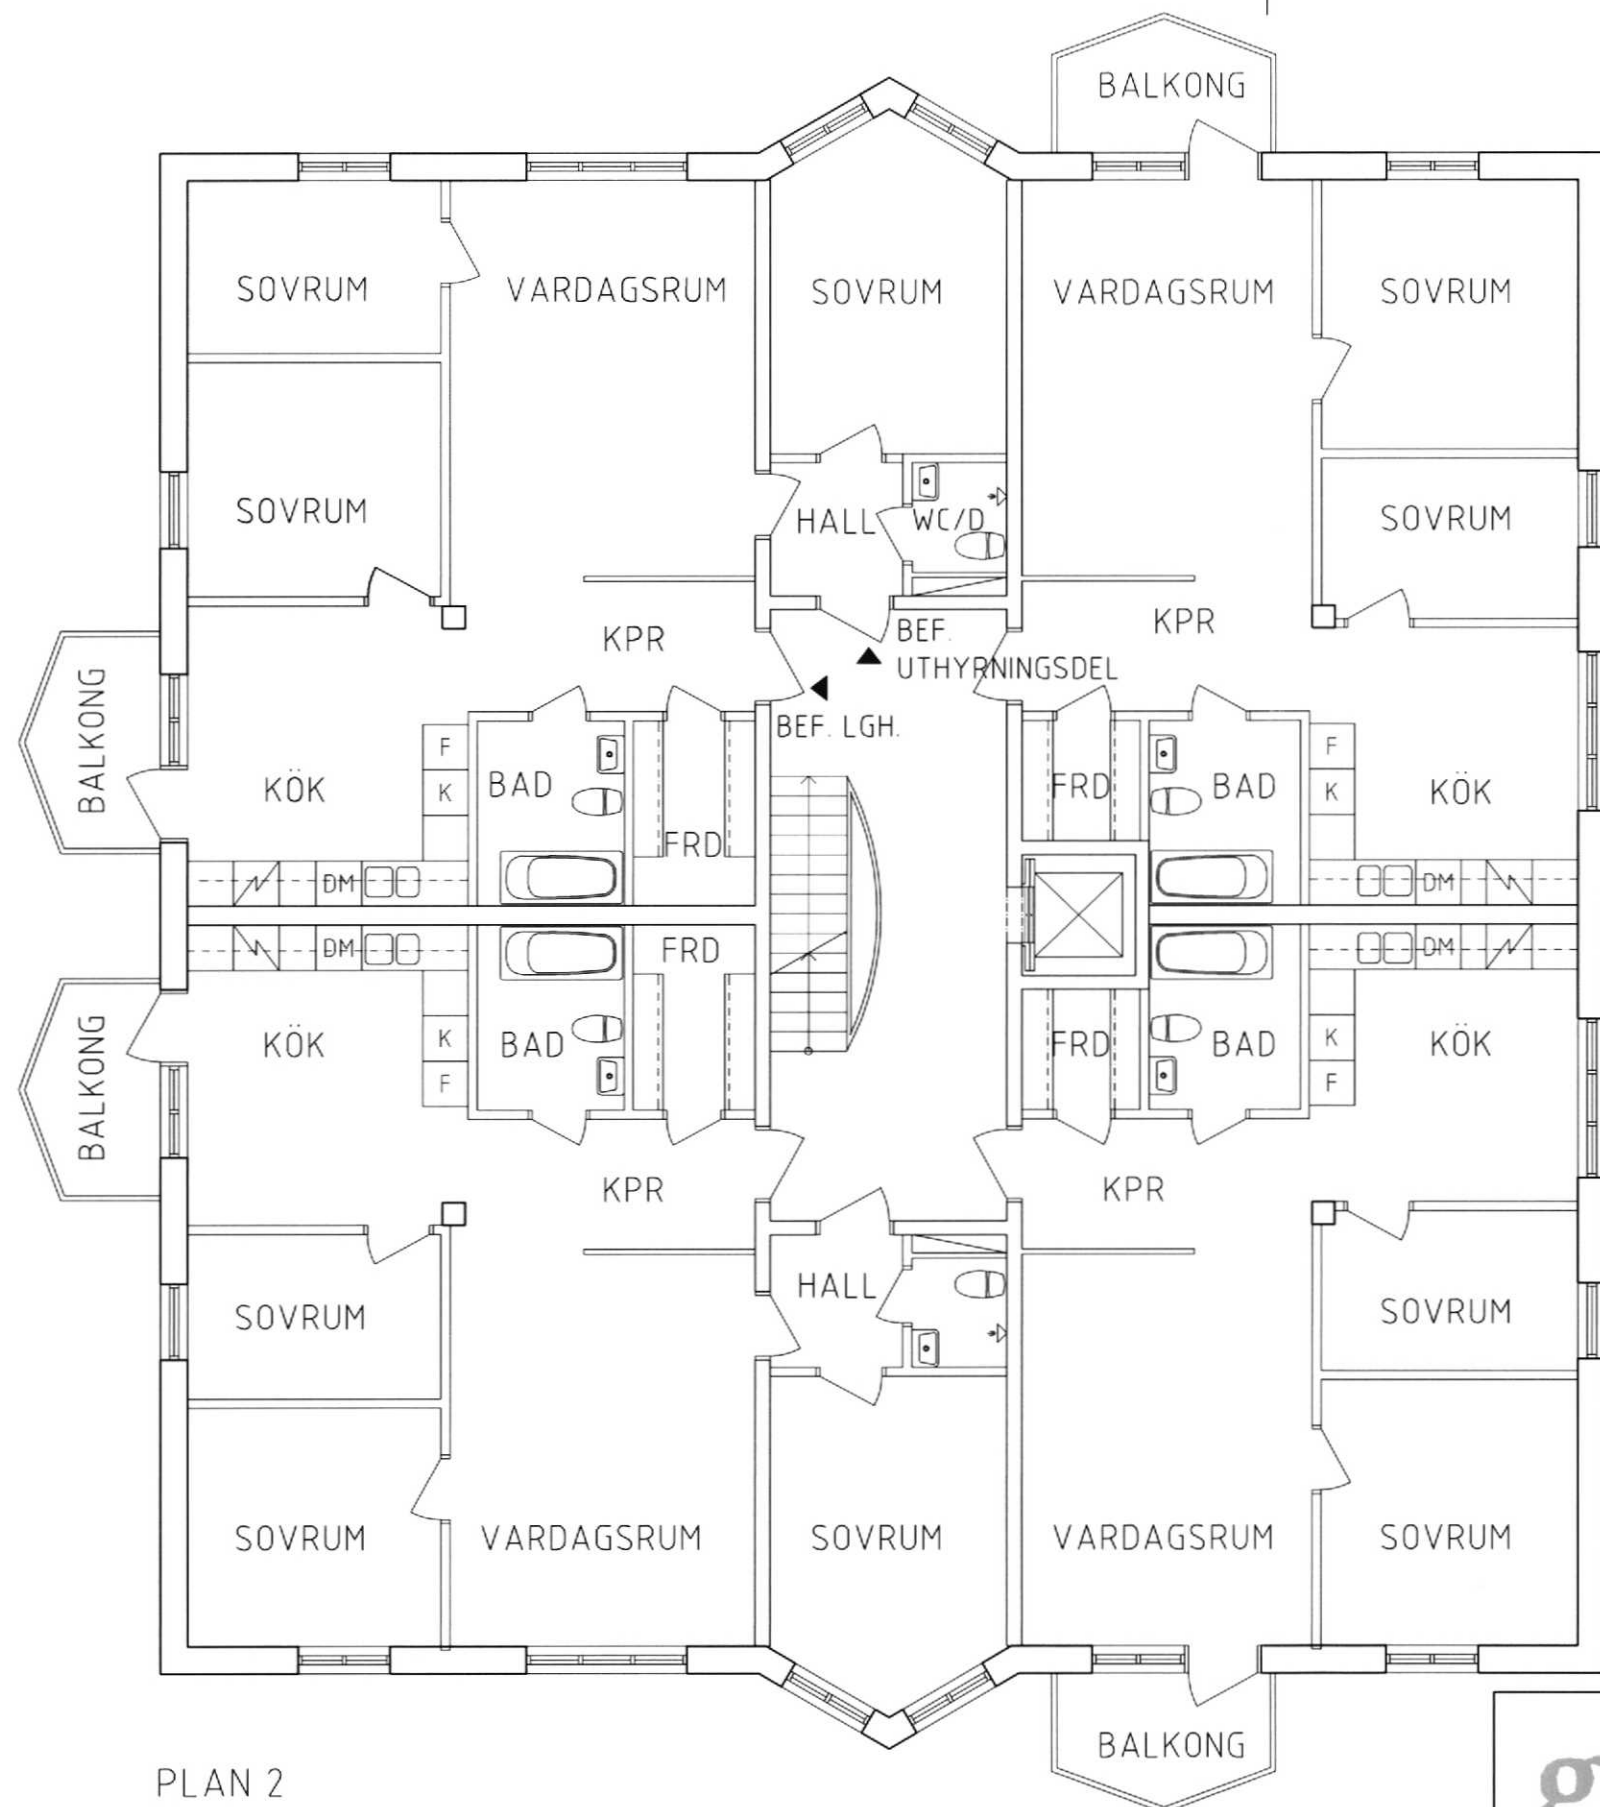 BALKONG
SOVRUM
VARDAGSRUM
SOVRUM
VARDAGSRUM
SOVRUM
SOVRUM
HALL
WC/D
SOVRUM
KPR
BEF.
UTHYRNINGSDEL
KPR
BALKONG
BEF. LGH.
F
K
KÖK
BAD
FRD
FRD
BAD
F
K
KÖK
DM
DM
DM
DM
BALKONG
KÖK
K
F
BAD
FRD
FRD
BAD
K
F
KÖK
KPR
KPR
SOVRUM
HALL
SOVRUM
SOVRUM
VARDAGSRUM
SOVRUM
VARDAGSRUM
SOVRUM
BALKONG
PLAN 2